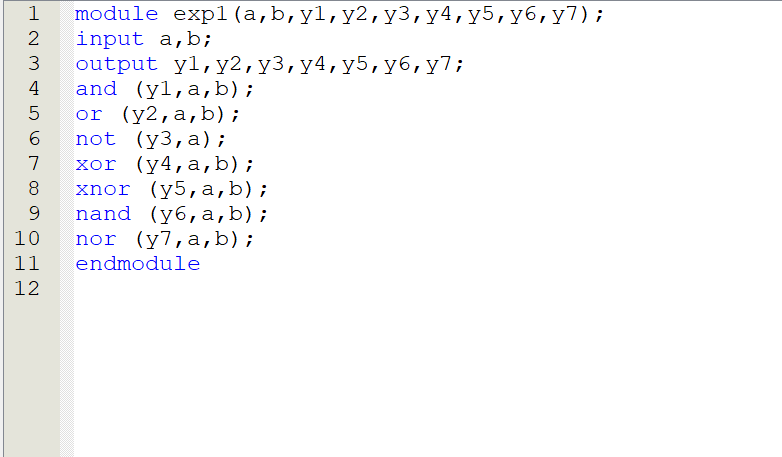 1 module exp1(a,b,y1,y2,y3,y4,y5,y6,y7);
2 input a,b;
3 output y1,y2,y3,y4,y5,y6,y7;
4 and (y1,a,b);
5 or (y2,a,b);
6 not (y3,a);
7 xor (y4,a,b);
8 xnor (y5,a,b);
9 nand (y6,a,b);
10 nor (y7,a,b);
11 endmodule
12